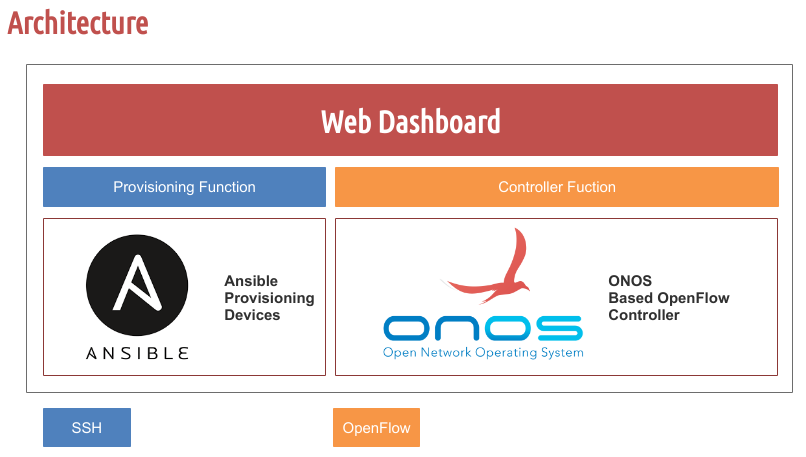 Architecture
Web Dashboard
Provisioning Function
Controller Fuction
Ansible
Provisioning
Devices
ANSIBLE
ONOS
Based OpenFlow
Controller
onos
Open Network Operating System
SSH
OpenFlow